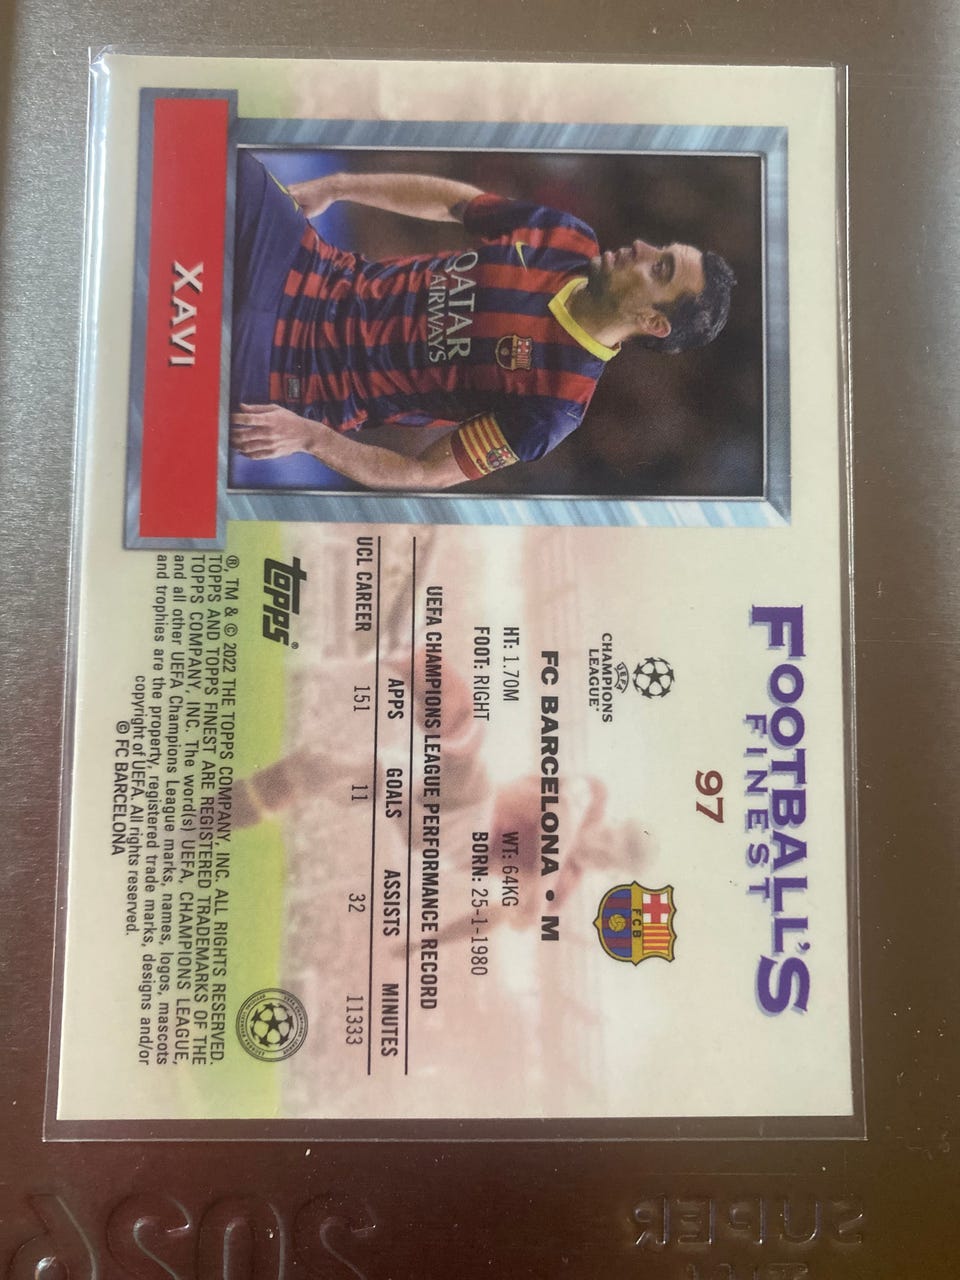 FOOTBALL'S
FINEST
97
UEFA
CHAMPIONS
LEAGUE®
FCB
FC BARCELONA • M
HT: 1.70M WT: 64KG
FOOT: RIGHT BORN: 25-1-1980
UEFA CHAMPIONS LEAGUE PERFORMANCE RECORD
APPS GOALS ASSISTS MINUTES
UCL CAREER 151 11 32 11333
QATAR
AIRWAYS
XAVI
topps®
®, TM & © 2022 THE TOPPS COMPANY, INC. ALL RIGHTS RESERVED.
TOPPS AND TOPPS FINEST ARE REGISTERED TRADEMARKS OF THE
TOPPS COMPANY, INC. The word(s) UEFA, CHAMPIONS LEAGUE,
and all other UEFA Champions League marks, names, logos, mascots
and trophies are the property, registered trade marks, designs and/or
copyright of UEFA. All rights reserved.
© FC BARCELONA
SUPER